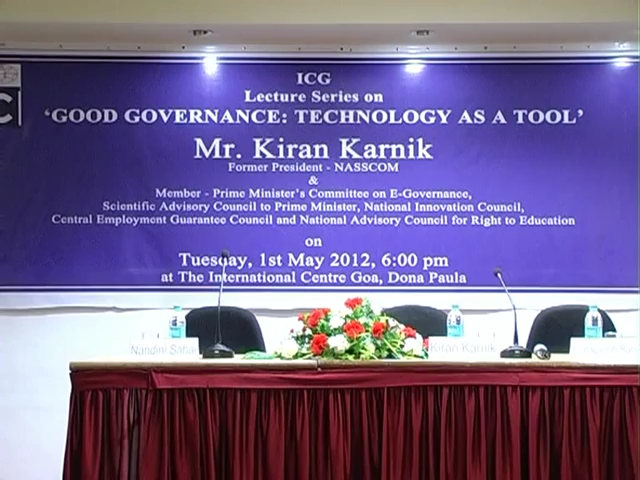 ICG
Lecture Series on
'GOOD GOVERNANCE: TECHNOLOGY AS A TOOL'
Mr. Kiran Karnik
Former President - NASSCOM
&
Member - Prime Minister's Committee on E-Governance,
Scientific Advisory Council to Prime Minister, National Innovation Council,
Central Employment Guarantee Council and National Advisory Council for Right to Education
on
Tuesday, 1st May 2012, 6:00 pm
at The International Centre Goa, Dona Paula
Nandini Sahai
Kiran Karnik